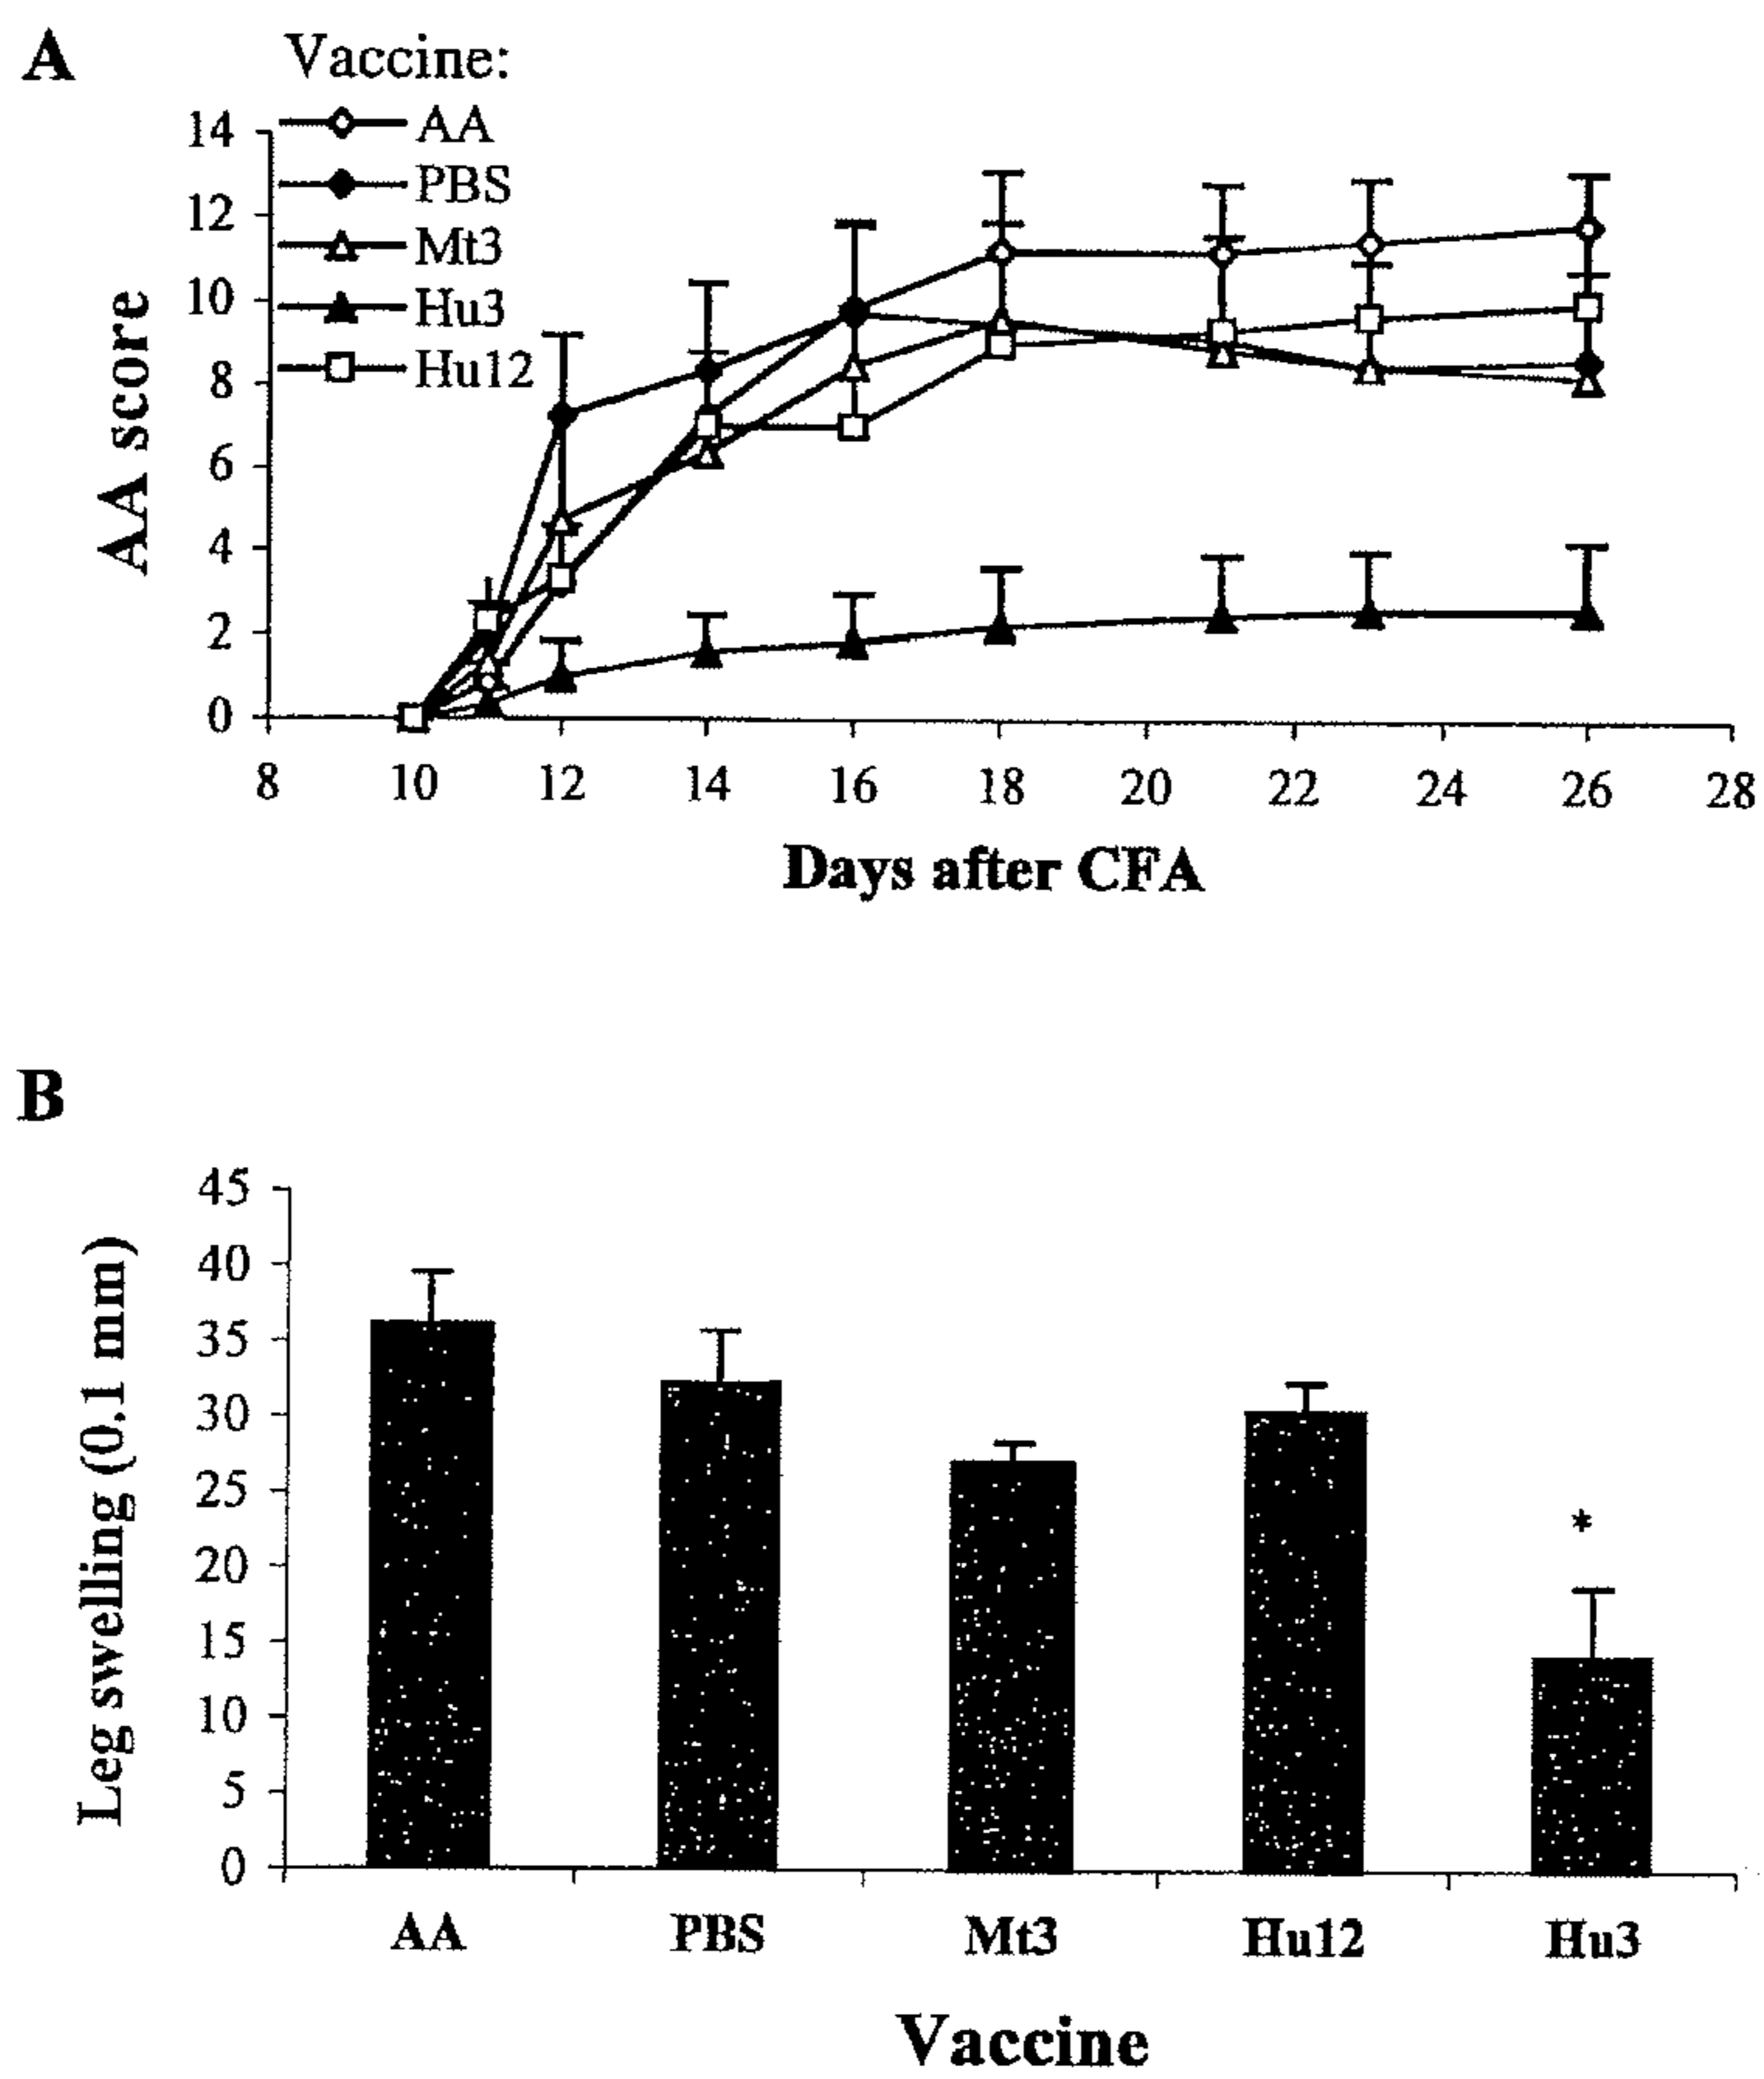 A
Vaccine:
AA
PBS
Mt3
Hu3
Hu12
14
12
10
8
6
4
2
0
AA score
8 10 12 14 16 18 20 22 24 26 28
Days after CFA
B
45
40
35
30
25
20
15
10
5
0
Leg swelling (0.1 mm)
*
AA PBS Mt3 Hu12 Hu3
Vaccine